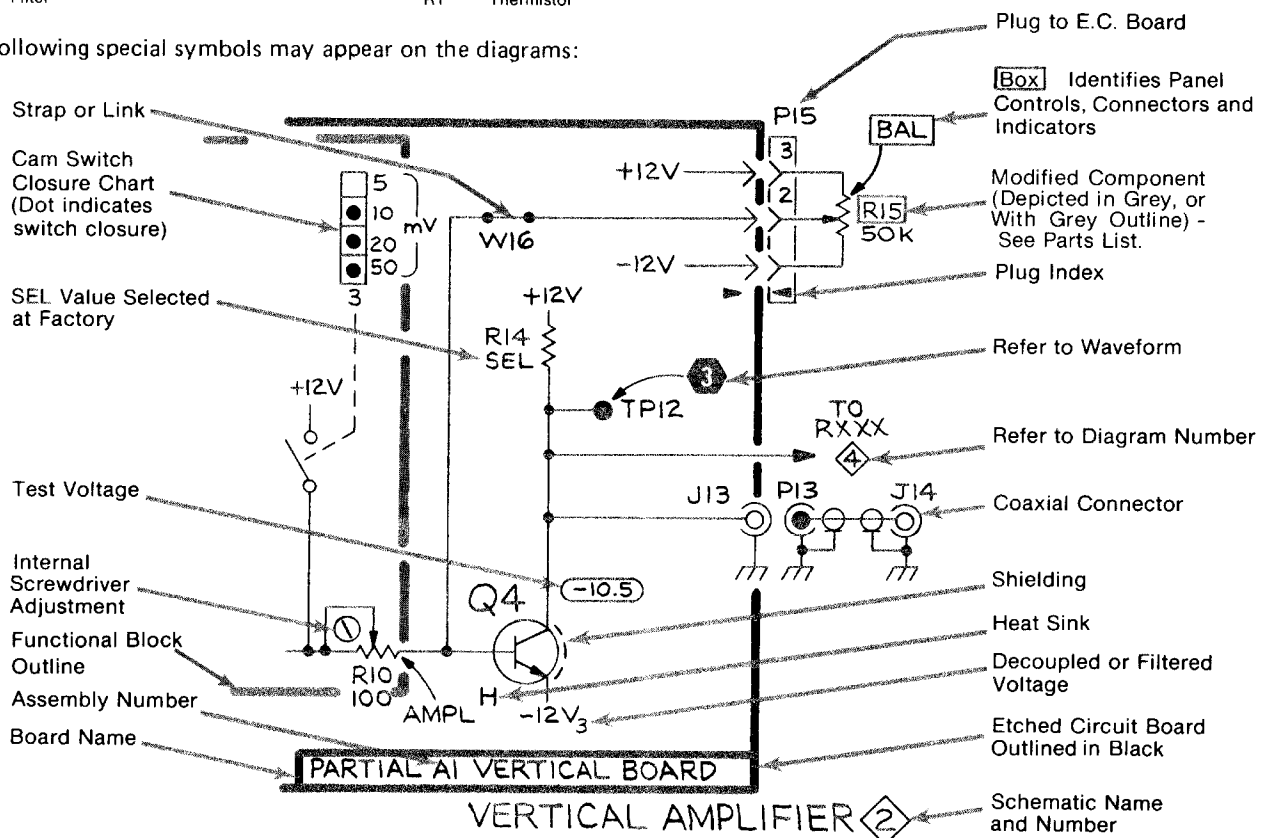 RT Thermistor
ollowing special symbols may appear on the diagrams:
Strap or Link
Cam Switch
Closure Chart
(Dot indicates
switch closure)
SEL Value Selected
at Factory
Test Voltage
Internal
Screwdriver
Adjustment
Functional Block
Outline
Assembly Number
Board Name
5
10
20
50
mV
3
+12V
W16
+12V
-12V
+12V
R14
SEL
TP12
3
TO
RXXX
4
J13
P13
J14
-10.5
Q4
R10
100
AMPL
H
-12V3
P15
3
2
1
BAL
R15
50K
PARTIAL A1 VERTICAL BOARD
VERTICAL AMPLIFIER 2
Plug to E.C. Board
Box Identifies Panel
Controls, Connectors and
Indicators
Modified Component
(Depicted in Grey, or
With Grey Outline) -
See Parts List.
Plug Index
Refer to Waveform
Refer to Diagram Number
Coaxial Connector
Shielding
Heat Sink
Decoupled or Filtered
Voltage
Etched Circuit Board
Outlined in Black
Schematic Name
and Number